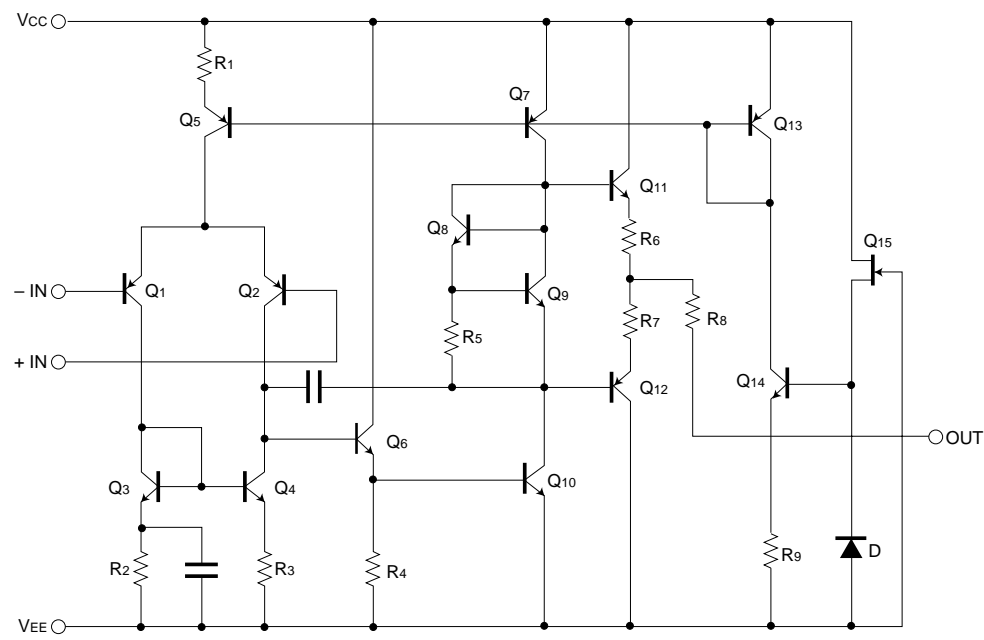 VCC
R1
Q7
Q5
Q13
Q11
Q8
R6
Q15
– IN
Q1
Q2
Q9
R7
R8
R5
+ IN
Q14
Q12
Q6
OUT
Q3
Q4
Q10
R9
D
R2
R3
R4
VEE